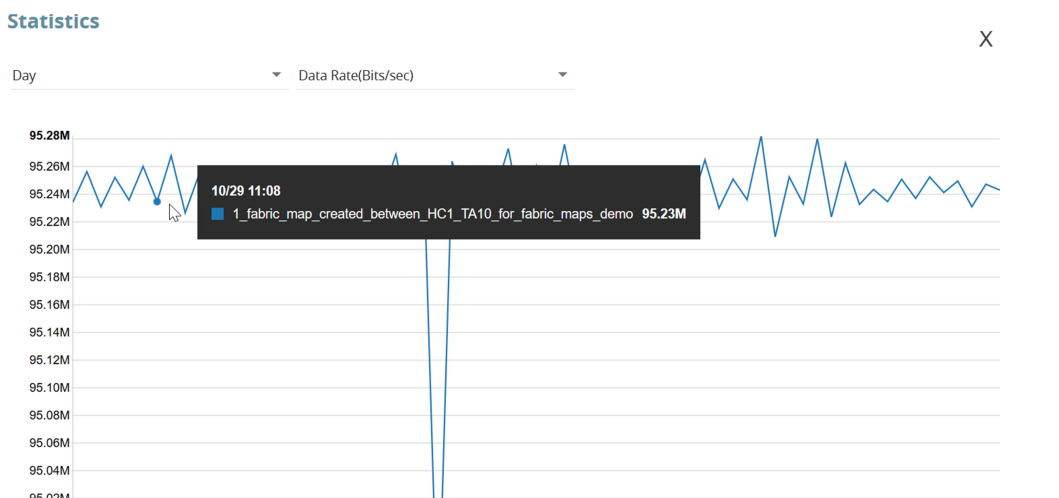 Statistics
X
Day
Data Rate(Bits/sec)
95.28M
95.26M
95.24M
95.22M
95.20M
95.18M
95.16M
95.14M
95.12M
95.10M
95.08M
95.06M
95.04M
95.02M
10/29 11:08
1_fabric_map_created_between_HC1_TA10_for_fabric_maps_demo 95.23M